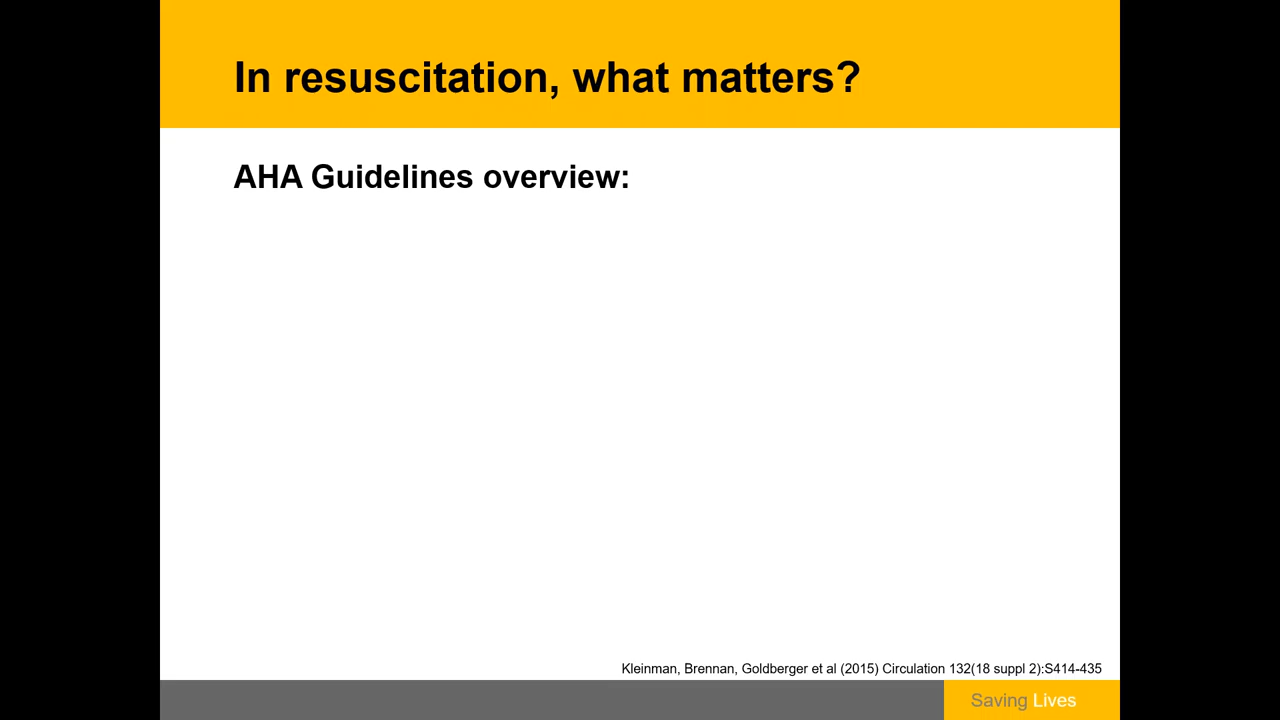 In resuscitation, what matters?
AHA Guidelines overview:
Kleinman, Brennan, Goldberger et al (2015) Circulation 132(18 suppl 2):S414-435
Saving Lives